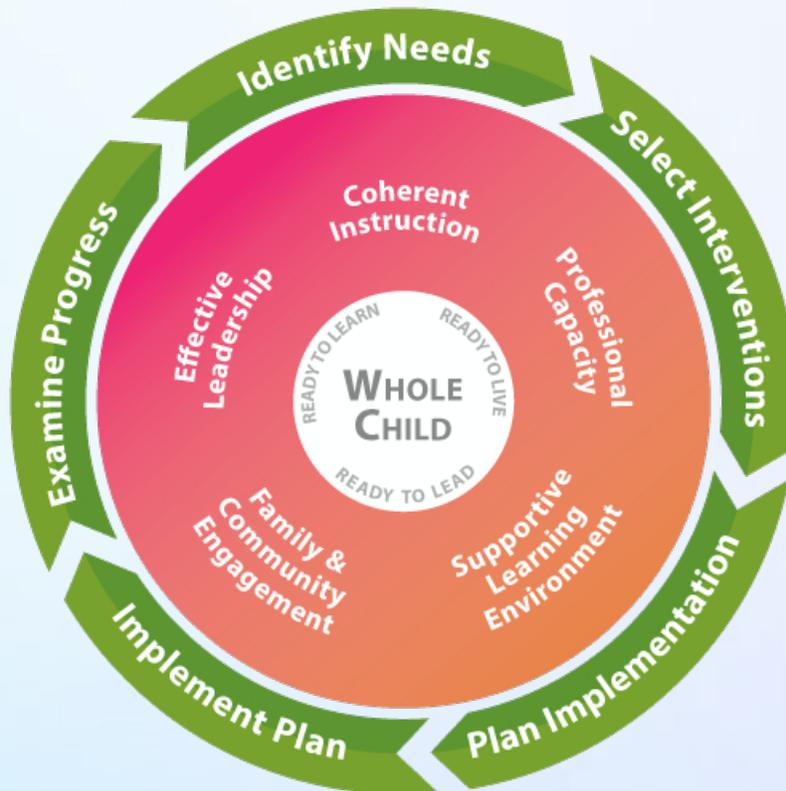 Identify Needs
Select Interventions
Plan Implementation
Implement Plan
Examine Progress
Coherent
Instruction
Professional
Capacity
Supportive
Learning
Environment
Family &
Community
Engagement
Effective
Leadership
READY TO LEARN
READY TO LIVE
READY TO LEAD
WHOLE
CHILD